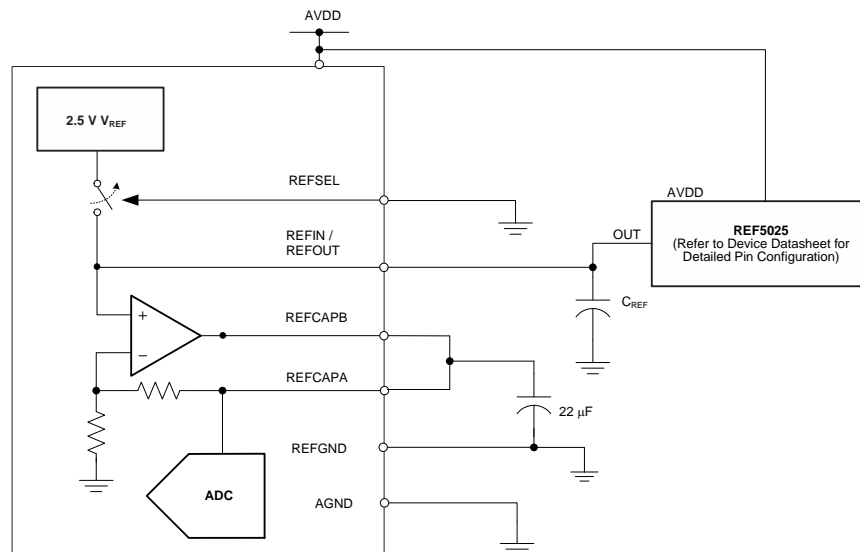 AVDD
2.5 V VREF
REFSEL
AVDD
REF5025
(Refer to Device Datasheet for
Detailed Pin Configuration)
OUT
REFIN /
REFOUT
CREF
+
−
REFCAPB
REFCAPA
22 μF
REFGND
ADC
AGND